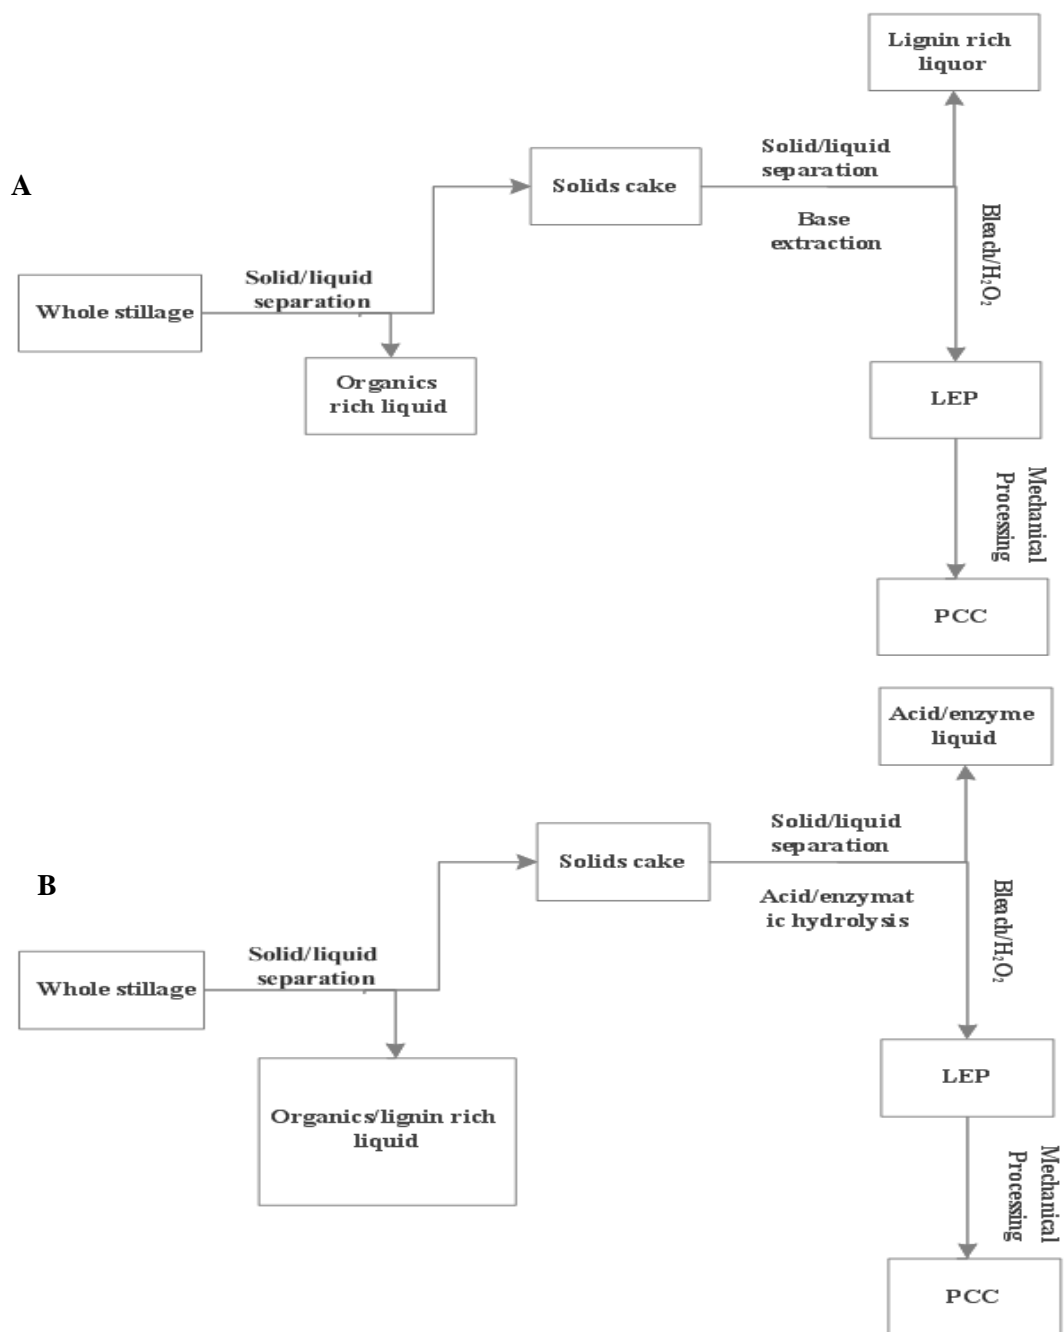 Lignin rich
liquor
A
Solids cake
Solid/liquid
separation
Base
extraction
Bleach/H₂O₂
Whole stillage
Solid/liquid
separation
Organics
rich liquid
LEP
Mechanical
Processing
PCC
Acid/enzyme
liquid
B
Solids cake
Solid/liquid
separation
Acid/enzymat
ic hydrolysis
Bleach/H₂O₂
Whole stillage
Solid/liquid
separation
Organics/lignin rich
liquid
LEP
Mechanical
Processing
PCC